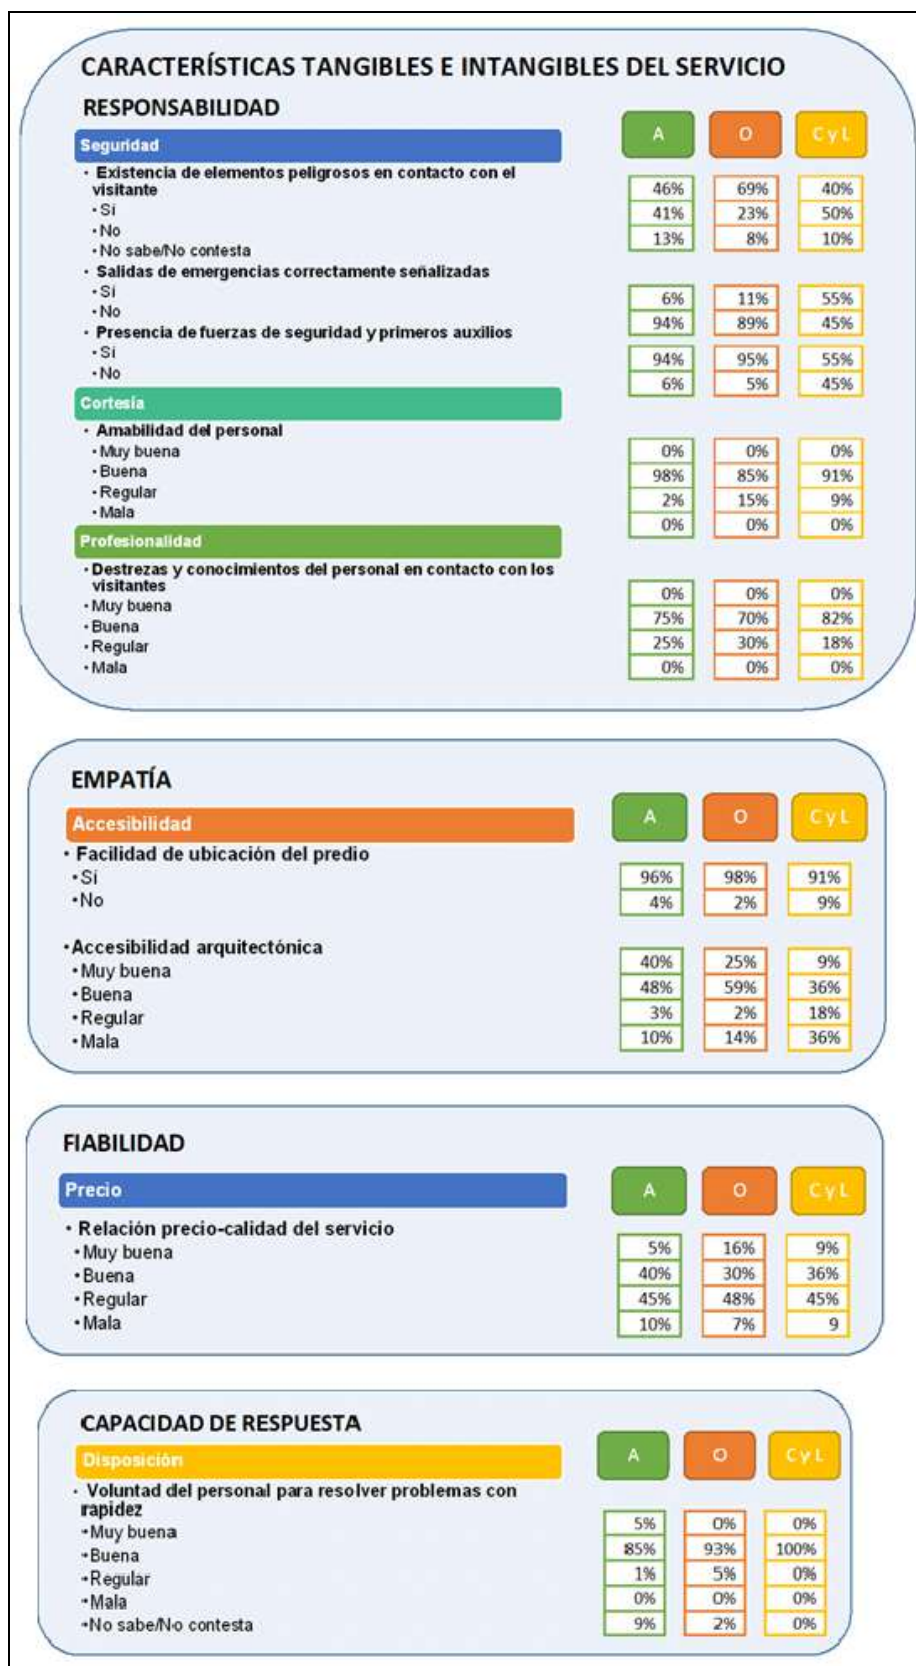 CARACTERÍSTICAS TANGIBLES E INTANGIBLES DEL SERVICIO
RESPONSABILIDAD
Seguridad A O C y L
· Existencia de elementos peligrosos en contacto con el
visitante 46% 69% 40%
· Sí 41% 23% 50%
· No 13% 8% 10%
· No sabe/No contesta
· Salidas de emergencias correctamente señalizadas
· Sí 6% 11% 55%
· No 94% 89% 45%
· Presencia de fuerzas de seguridad y primeros auxilios
· Sí 94% 95% 55%
· No 6% 5% 45%
Cortesía
· Amabilidad del personal
· Muy buena 0% 0% 0%
· Buena 98% 85% 91%
· Regular 2% 15% 9%
· Mala 0% 0% 0%
Profesionalidad
· Destrezas y conocimientos del personal en contacto con los
visitantes
· Muy buena 0% 0% 0%
· Buena 75% 70% 82%
· Regular 25% 30% 18%
· Mala 0% 0% 0%
EMPATÍA
Accesibilidad A O C y L
· Facilidad de ubicación del predio
· Sí 96% 98% 91%
· No 4% 2% 9%
· Accesibilidad arquitectónica
· Muy buena 40% 25% 9%
· Buena 48% 59% 36%
· Regular 3% 2% 18%
· Mala 10% 14% 36%
FIABILIDAD
Precio A O C y L
· Relación precio-calidad del servicio
· Muy buena 5% 16% 9%
· Buena 40% 30% 36%
· Regular 45% 48% 45%
· Mala 10% 7% 9
CAPACIDAD DE RESPUESTA
Disposición A O C y L
· Voluntad del personal para resolver problemas con
rapidez
· Muy buena 5% 0% 0%
· Buena 85% 93% 100%
· Regular 1% 5% 0%
· Mala 0% 0% 0%
· No sabe/No contesta 9% 2% 0%